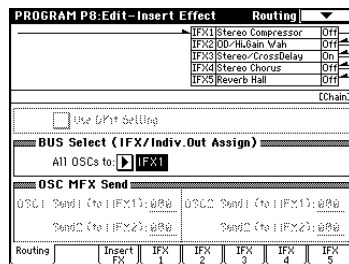 PROGRAM P8:Edit-Insert Effect Routing
IFX1 Stereo Compressor Off
IFX2 OD/Hi.Gain Wah Off
IFX3 Stereo/CrossDelay On
IFX4 Stereo Chorus Off
IFX5 Reverb Hall Off
[Chain]
Use DKit Setting
BUS Select (IFX/Indiv.Out Assign)
All OSCs to: IFX1
OSC MFX Send
OSC1 Send1 (to MFX1): 000 OSC2 Send1 (to MFX1): 000
Send2 (to MFX2): 000 Send2 (to MFX2): 000
Routing Insert FX IFX 1 IFX 2 IFX 3 IFX 4 IFX 5